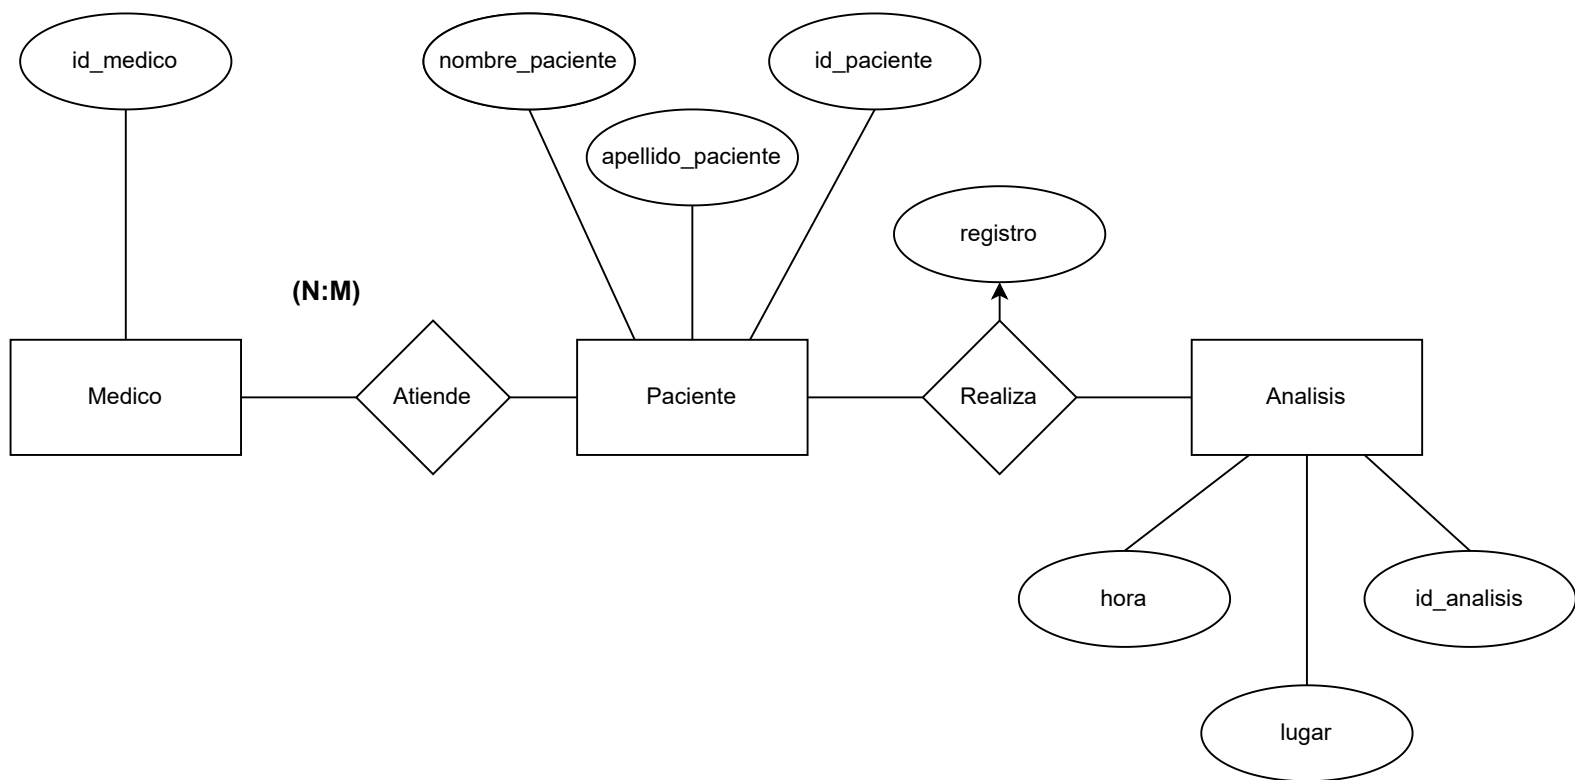 id_medico
nombre_paciente
id_paciente
apellido_paciente
registro
(N:M)
Medico
Atiende
Paciente
Realiza
Analisis
hora
id_analisis
lugar